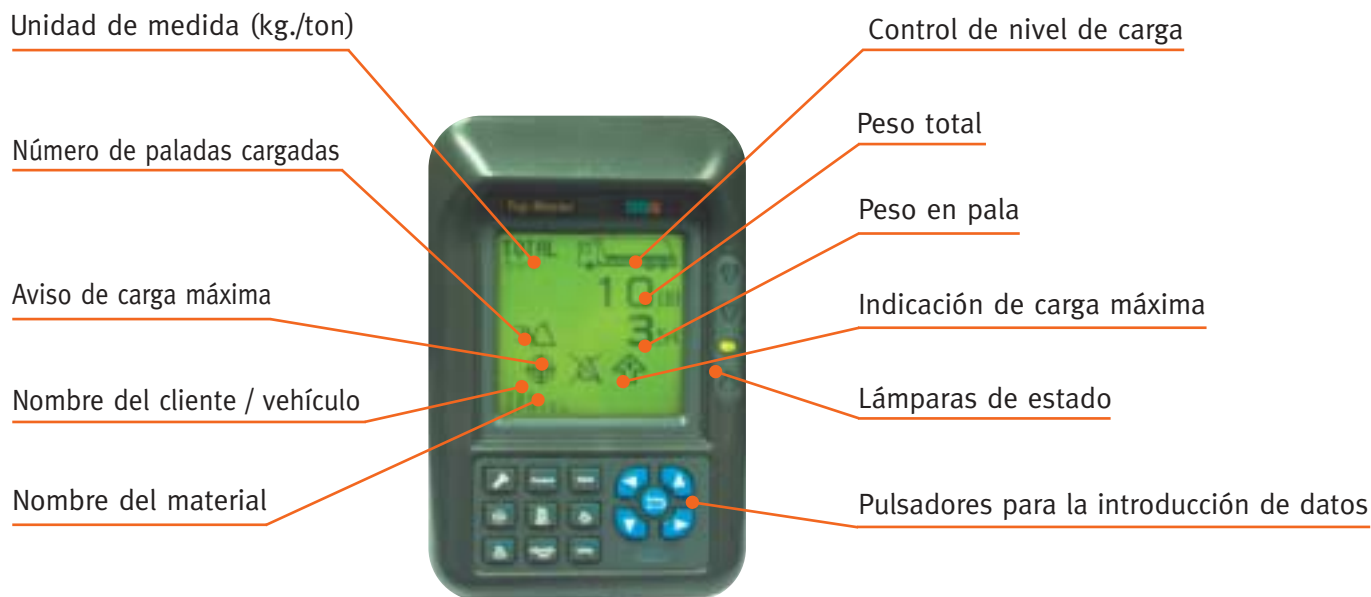 Unidad de medida (kg./ton)
Control de nivel de carga
Número de paladas cargadas
Peso total
Peso en pala
Aviso de carga máxima
Indicación de carga máxima
Nombre del cliente / vehículo
Lámparas de estado
Nombre del material
Pulsadores para la introducción de datos
TOTAL
10
3